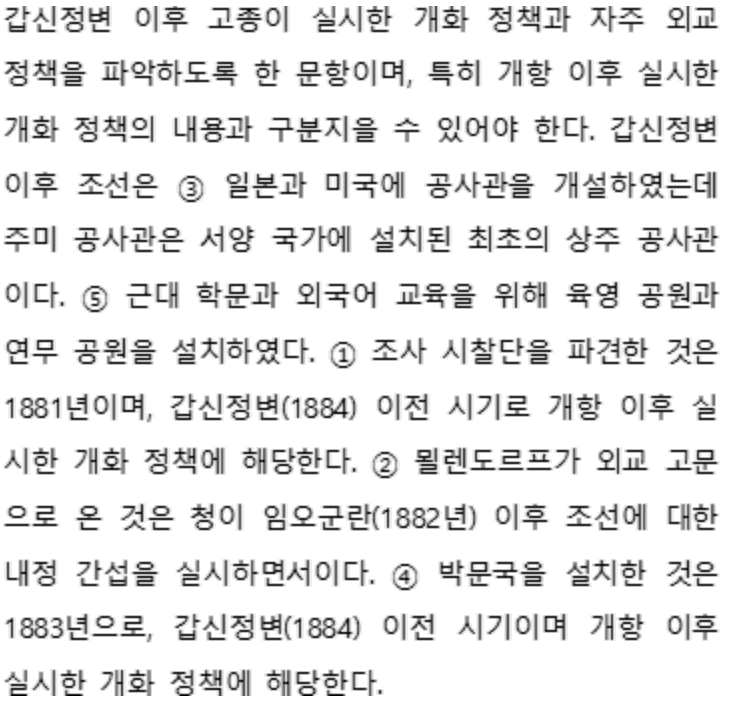 갑신정변 이후 고종이 실시한 개화 정책과 자주 외교
정책을 파악하도록 한 문항이며, 특히 개항 이후 실시한
개화 정책의 내용과 구분지을 수 있어야 한다. 갑신정변
이후 조선은 ③ 일본과 미국에 공사관을 개설하였는데
주미 공사관은 서양 국가에 설치된 최초의 상주 공사관
이다. ⑤ 근대 학문과 외국어 교육을 위해 육영 공원과
연무 공원을 설치하였다. ① 조사 시찰단을 파견한 것은
1881년이며, 갑신정변(1884) 이전 시기로 개항 이후 실
시한 개화 정책에 해당한다. ② 묄렌도르프가 외교 고문
으로 온 것은 청이 임오군란(1882년) 이후 조선에 대한
내정 간섭을 실시하면서이다. ④ 박문국을 설치한 것은
1883년으로, 갑신정변(1884) 이전 시기이며 개항 이후
실시한 개화 정책에 해당한다.